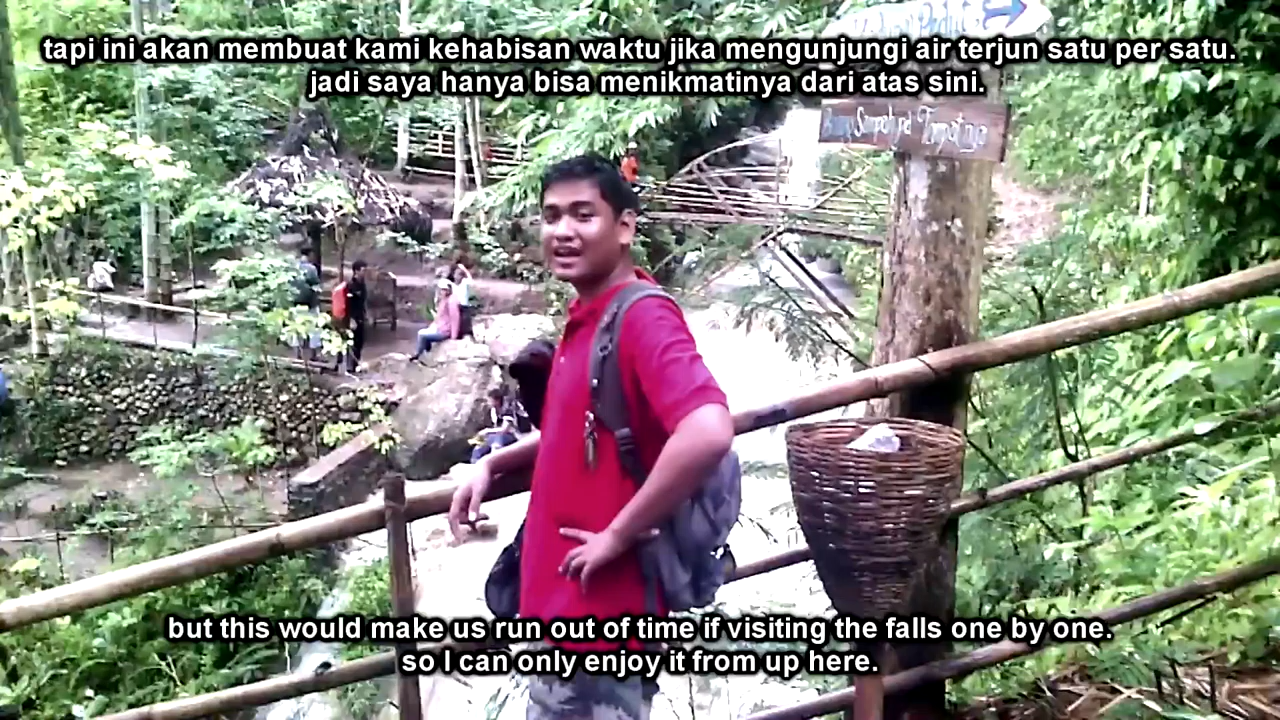 tapi ini akan membuat kami kehabisan waktu jika mengunjungi air terjun satu per satu.
jadi saya hanya bisa menikmatinya dari atas sini.
but this would make us run out of time if visiting the falls one by one.
so I can only enjoy it from up here.